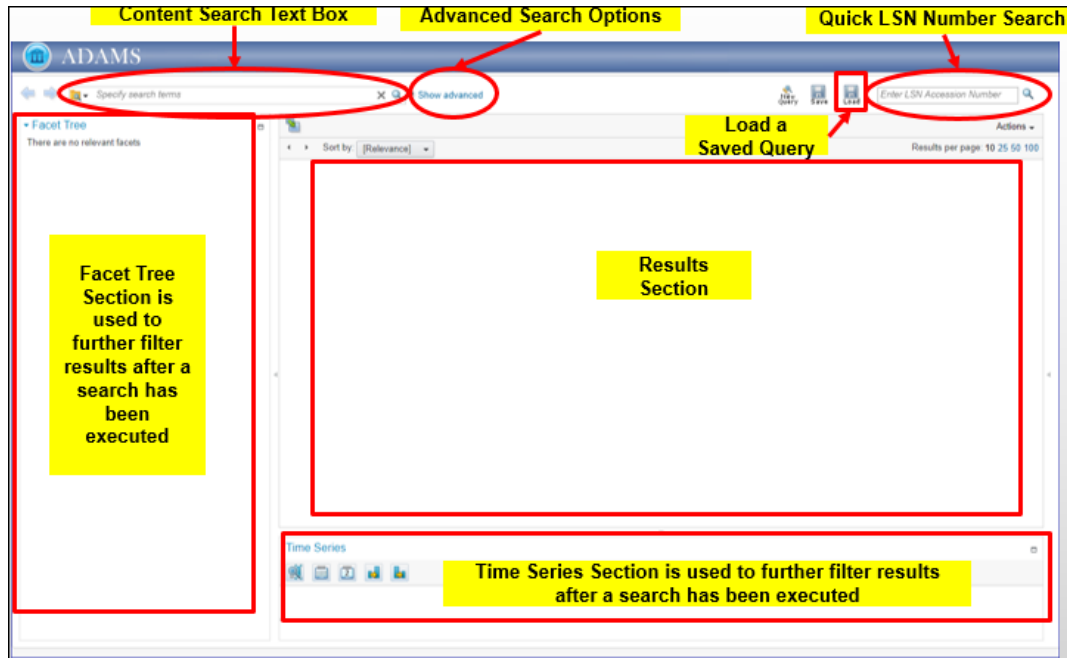 Content Search Text Box
Advanced Search Options
Quick LSN Number Search
ADAMS
Specify search terms
Show advanced
New Query
Save
Load
Enter LSN Accession Number
Facet Tree
There are no relevant facets
Load a
Saved Query
Actions
Sort by: [Relevance]
Results per page: 10 25 50 100
Facet Tree
Section is
used to
further filter
results after a
search has
been
executed
Results
Section
Time Series
Time Series Section is used to further filter results
after a search has been executed